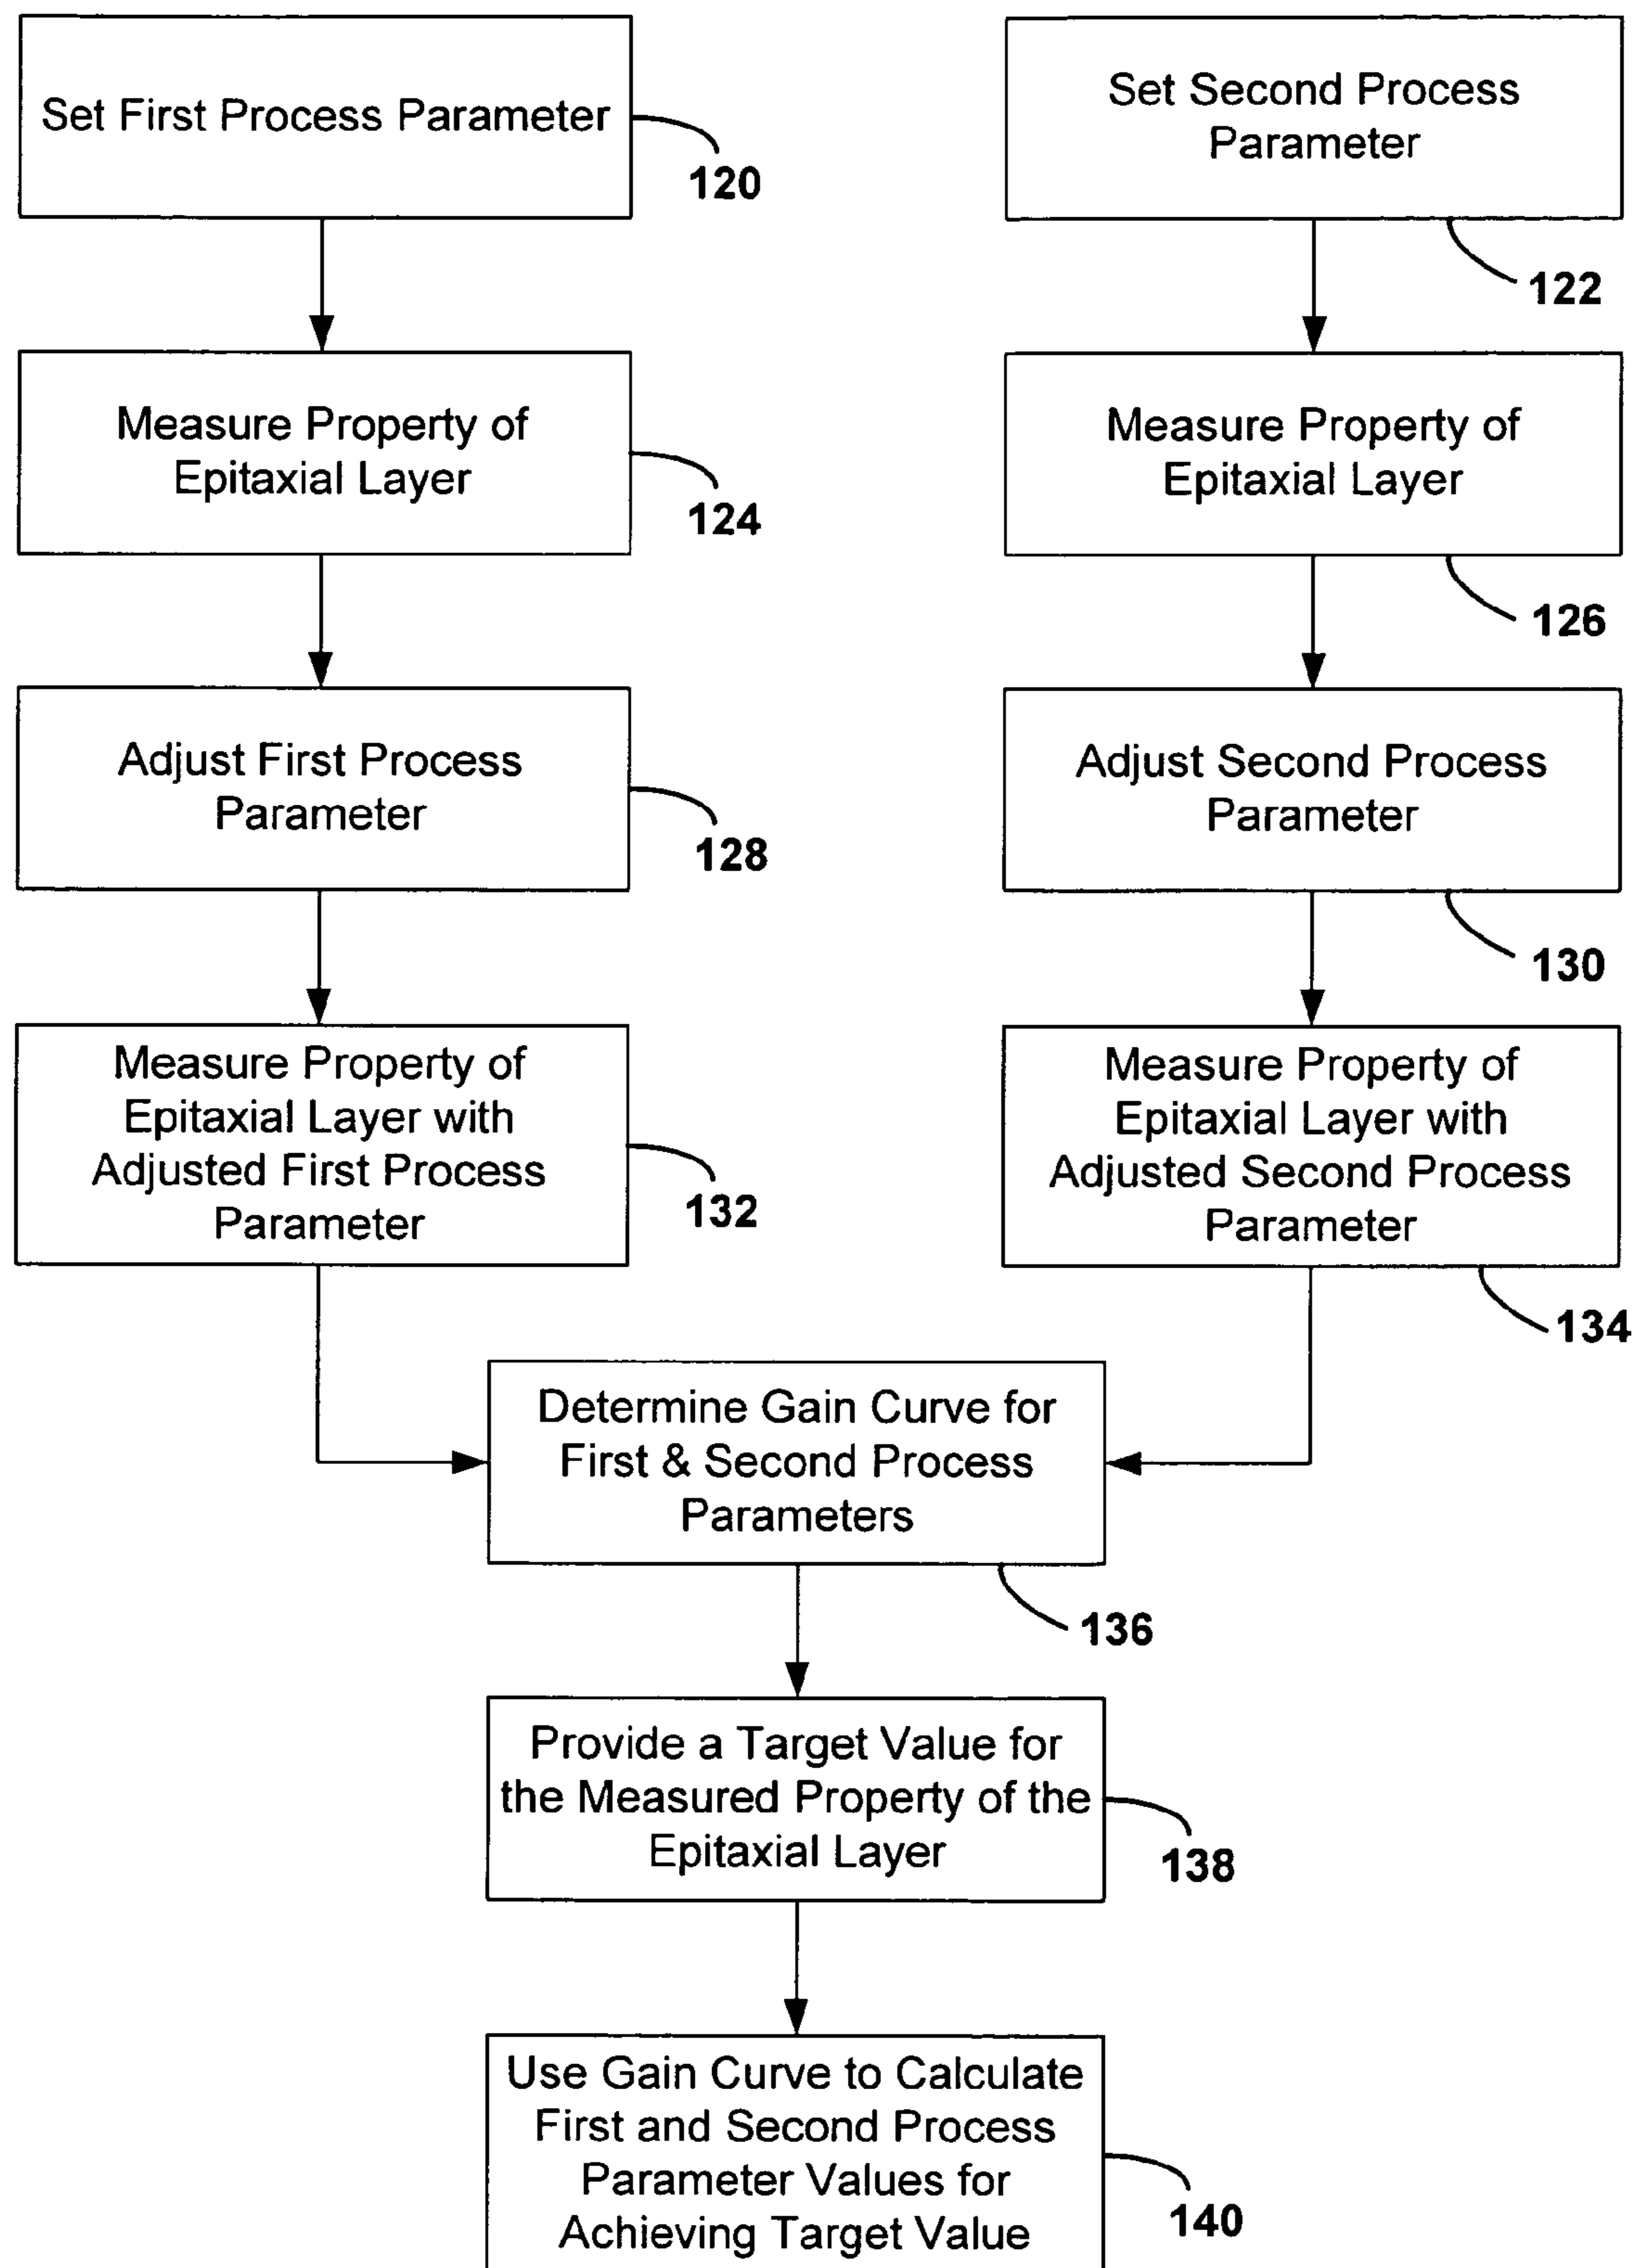 Set First Process Parameter
120
Set Second Process
Parameter
122
Measure Property of
Epitaxial Layer
124
Measure Property of
Epitaxial Layer
126
Adjust First Process
Parameter
128
Adjust Second Process
Parameter
130
Measure Property of
Epitaxial Layer with
Adjusted First Process
Parameter
132
Measure Property of
Epitaxial Layer with
Adjusted Second Process
Parameter
134
Determine Gain Curve for
First & Second Process
Parameters
136
Provide a Target Value for
the Measured Property of the
Epitaxial Layer
138
Use Gain Curve to Calculate
First and Second Process
Parameter Values for
Achieving Target Value
140